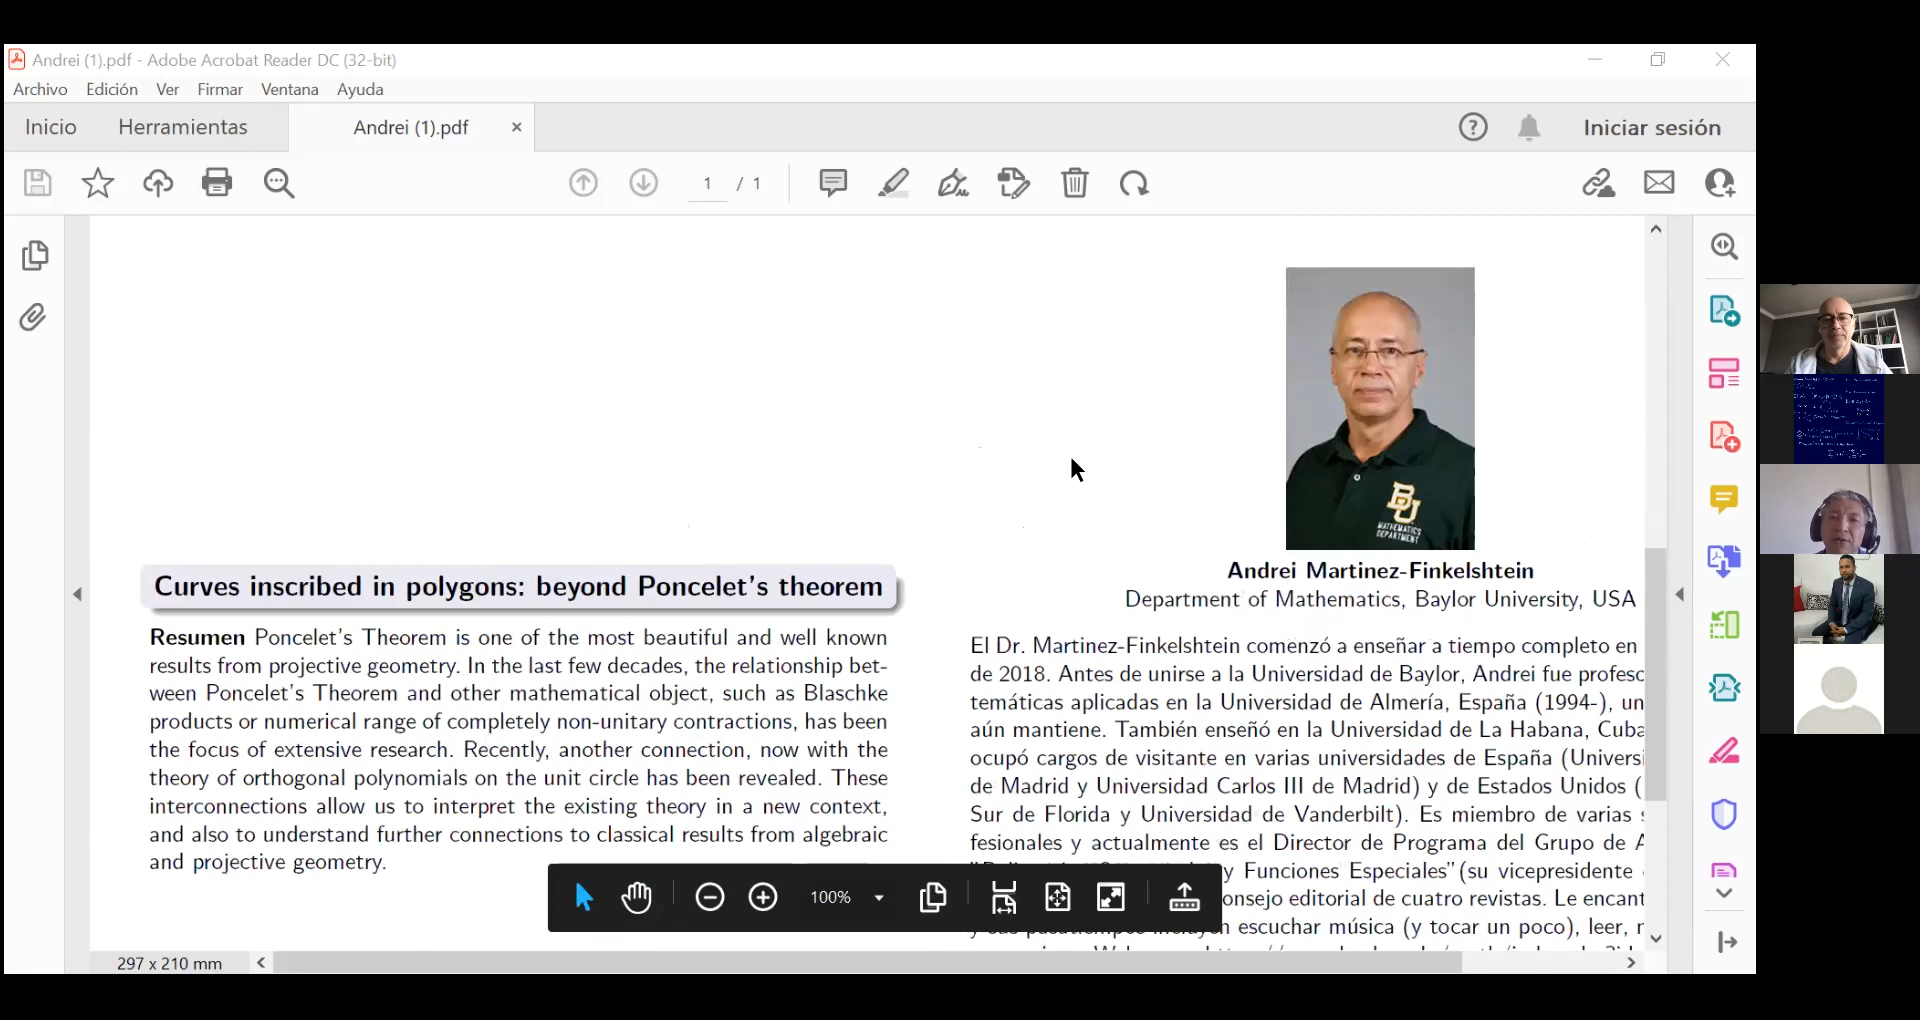 Andrei (1).pdf - Adobe Acrobat Reader DC (32-bit)
Archivo Edición Ver Firmar Ventana Ayuda
Inicio Herramientas Andrei (1).pdf × Iniciar sesión
1 / 1
BU
MATHEMATICS
DEPARTMENT
Curves inscribed in polygons: beyond Poncelet's theorem
Resumen Poncelet's Theorem is one of the most beautiful and well known
results from projective geometry. In the last few decades, the relationship bet-
ween Poncelet's Theorem and other mathematical object, such as Blaschke
products or numerical range of completely non-unitary contractions, has been
the focus of extensive research. Recently, another connection, now with the
theory of orthogonal polynomials on the unit circle has been revealed. These
interconnections allow us to interpret the existing theory in a new context,
and also to understand further connections to classical results from algebraic
and projective geometry.
Andrei Martinez-Finkelshtein
Department of Mathematics, Baylor University, USA
El Dr. Martinez-Finkelshtein comenzó a enseñar a tiempo completo en
de 2018. Antes de unirse a la Universidad de Baylor, Andrei fue profesc
temáticas aplicadas en la Universidad de Almería, España (1994-), un
aún mantiene. También enseñó en la Universidad de La Habana, Cuba
ocupó cargos de visitante en varias universidades de España (Universi
de Madrid y Universidad Carlos III de Madrid) y de Estados Unidos (
Sur de Florida y Universidad de Vanderbilt). Es miembro de varias
fesionales y actualmente es el Director de Programa del Grupo de A
y Funciones Especiales"(su vicepresidente
onsejo editorial de cuatro revistas. Le encant
escuchar música (y tocar un poco), leer,
100%
297 x 210 mm